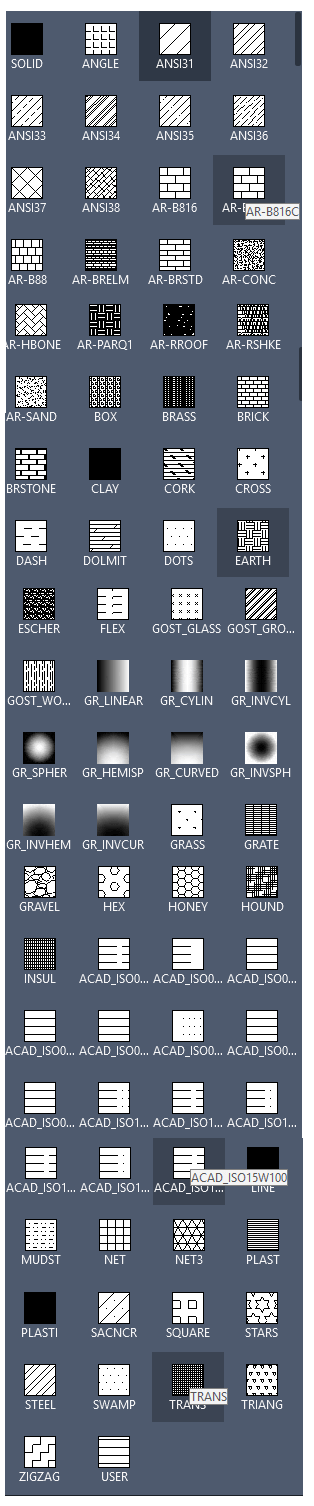 SOLID ANGLE ANSI31 ANSI32
ANSI33 ANSI34 ANSI35 ANSI36
ANSI37 ANSI38 AR-B816 AR-B
AR-B816C
AR-B88 AR-BRELM AR-BRSTD AR-CONC
AR-HBONE AR-PARQ1 AR-RROOF AR-RSHKE
AR-SAND BOX BRASS BRICK
BRSTONE CLAY CORK CROSS
DASH DOLMIT DOTS EARTH
ESCHER FLEX GOST_GLASS GOST_GRO...
GOST_WO... GR_LINEAR GR_CYLIN GR_INVCYL
GR_SPHER GR_HEMISP GR_CURVED GR_INVSPH
GR_INVHEM GR_INVCUR GRASS GRATE
GRAVEL HEX HONEY HOUND
INSUL ACAD_ISO0... ACAD_ISO0... ACAD_ISO0...
ACAD_ISO0... ACAD_ISO0... ACAD_ISO0... ACAD_ISO0...
ACAD_ISO0... ACAD_ISO1... ACAD_ISO1... ACAD_ISO1...
ACAD_ISO15W100
ACAD_ISO1... ACAD_ISO1... ACAD_ISO1... LINE
MUDST NET NET3 PLAST
PLASTI SACNCR SQUARE STARS
TRANS
STEEL SWAMP TRANS TRIANG
ZIGZAG USER